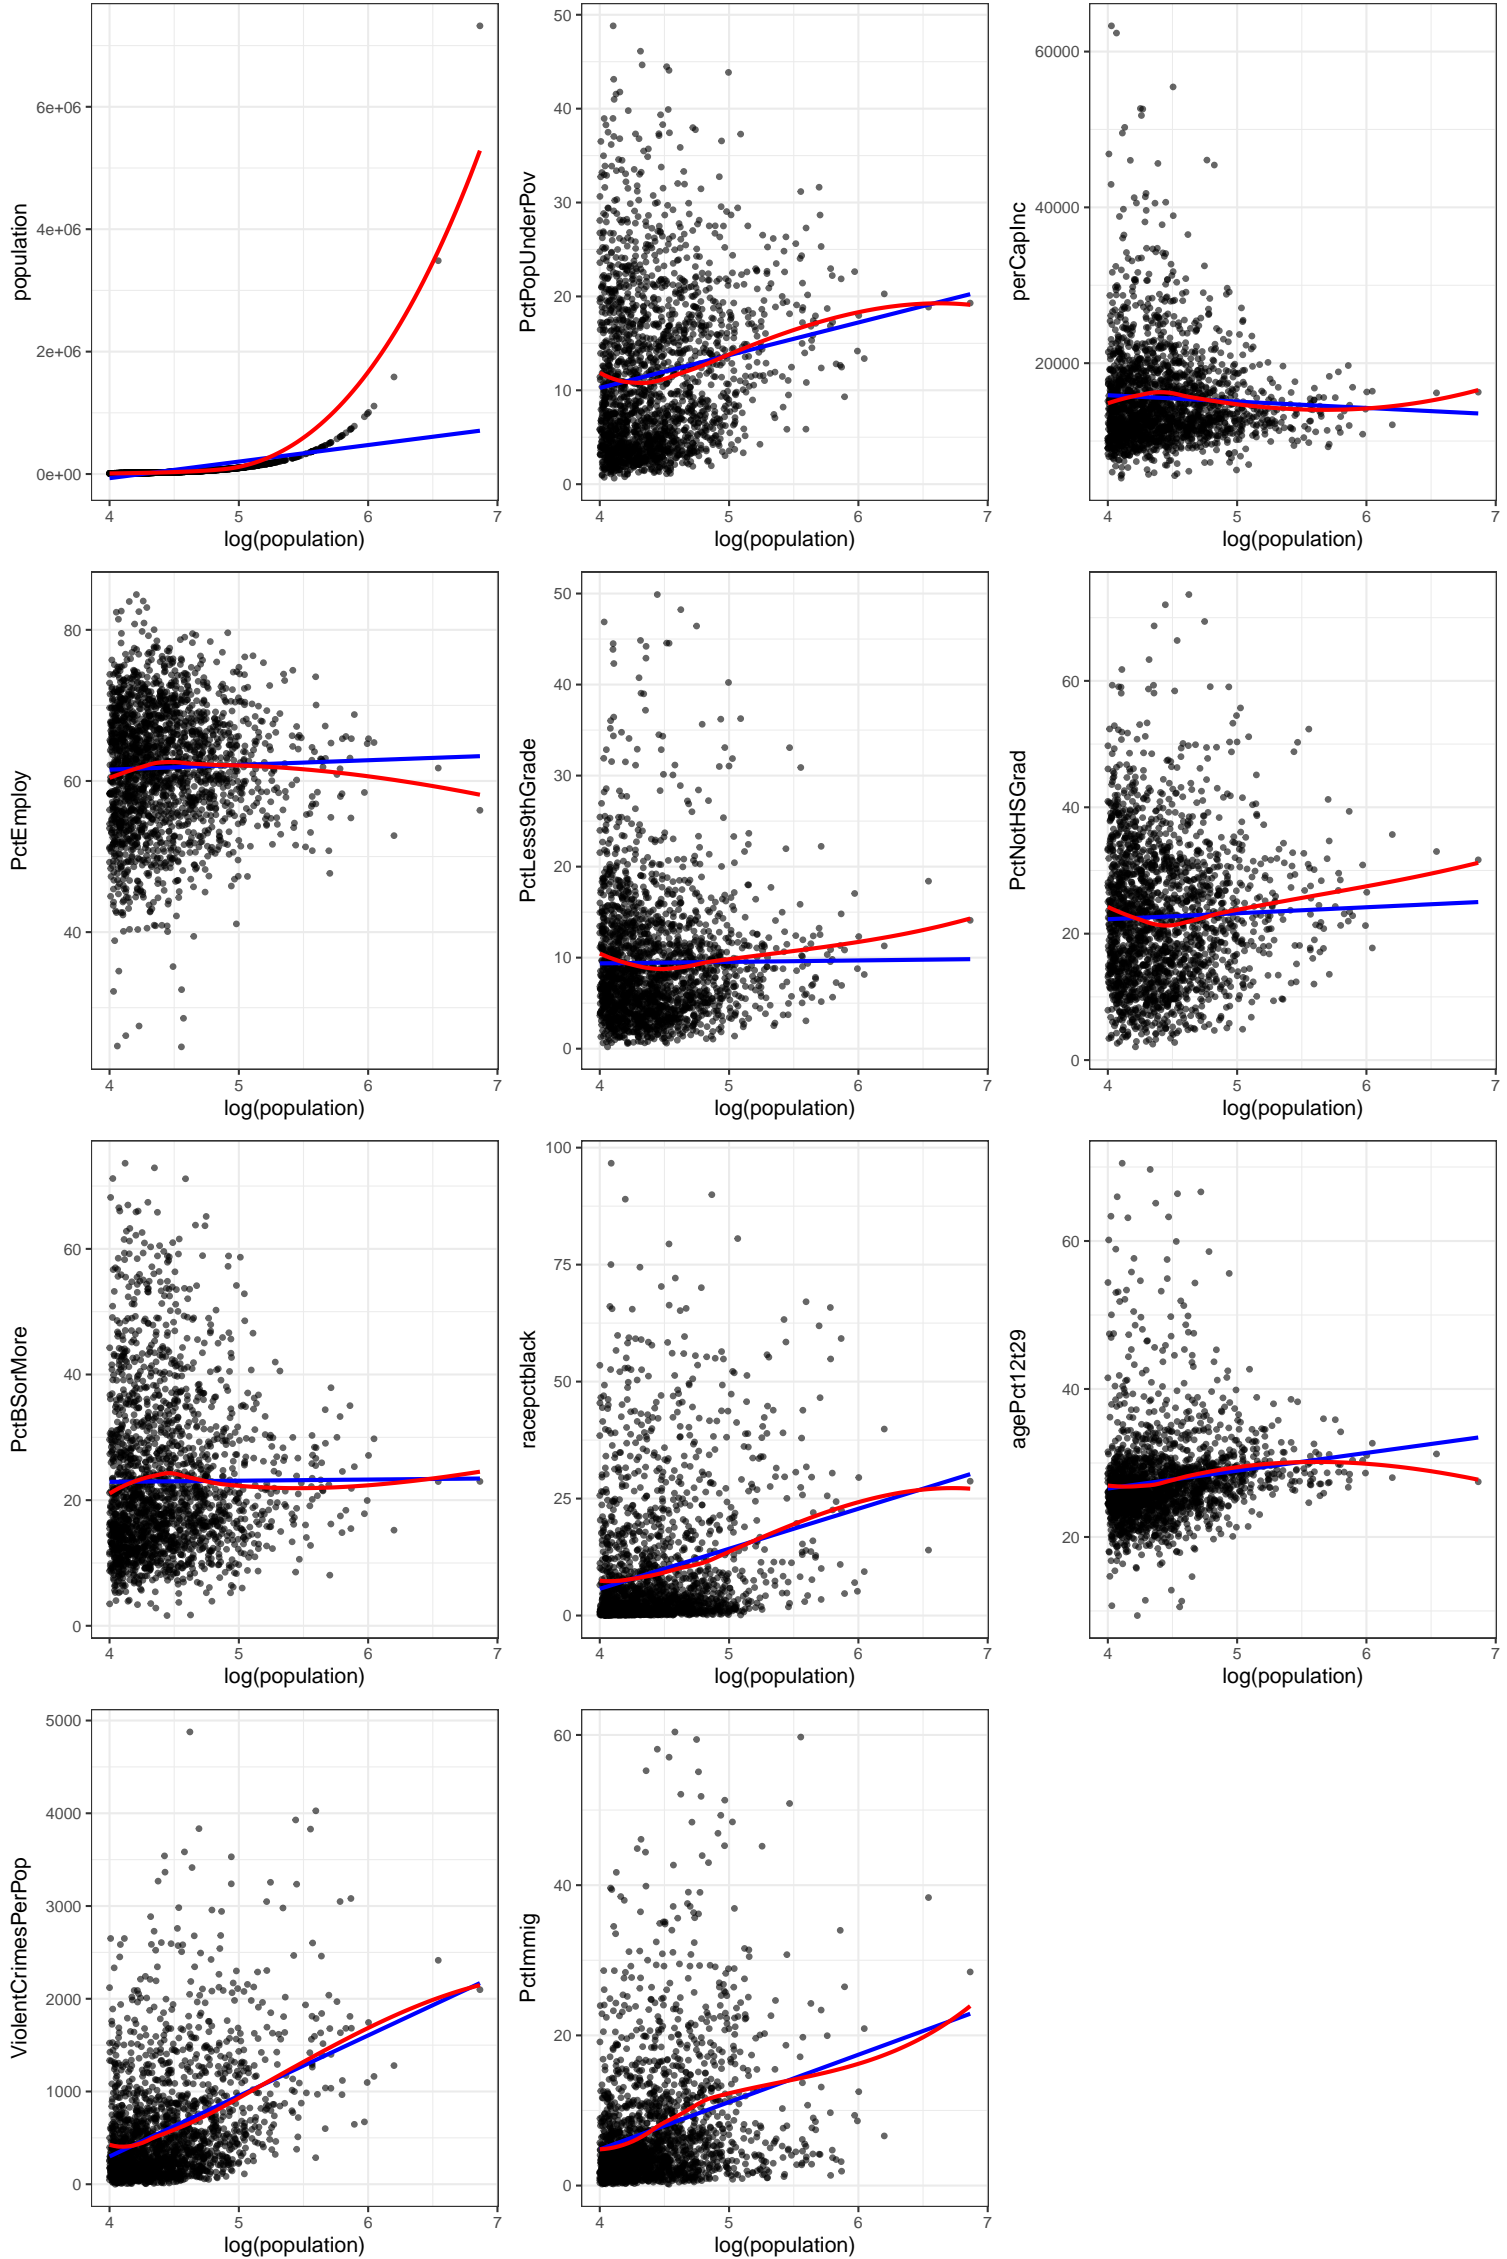 population
6e+06
4e+06
2e+06
0e+00
4 5 6 7
log(population)
PctPopUnderPov
50
40
30
20
10
0
4 5 6 7
log(population)
perCapInc
60000
40000
20000
4 5 6 7
log(population)
PctEmploy
80
60
40
4 5 6 7
log(population)
PctLess9thGrade
50
40
30
20
10
0
4 5 6 7
log(population)
PctNotHSGrad
60
40
20
0
4 5 6 7
log(population)
PctBSorMore
60
40
20
0
4 5 6 7
log(population)
racepctblack
100
75
50
25
0
4 5 6 7
log(population)
agePct12t29
60
40
20
4 5 6 7
log(population)
ViolentCrimesPerPop
5000
4000
3000
2000
1000
0
4 5 6 7
log(population)
PctImmig
60
40
20
0
4 5 6 7
log(population)